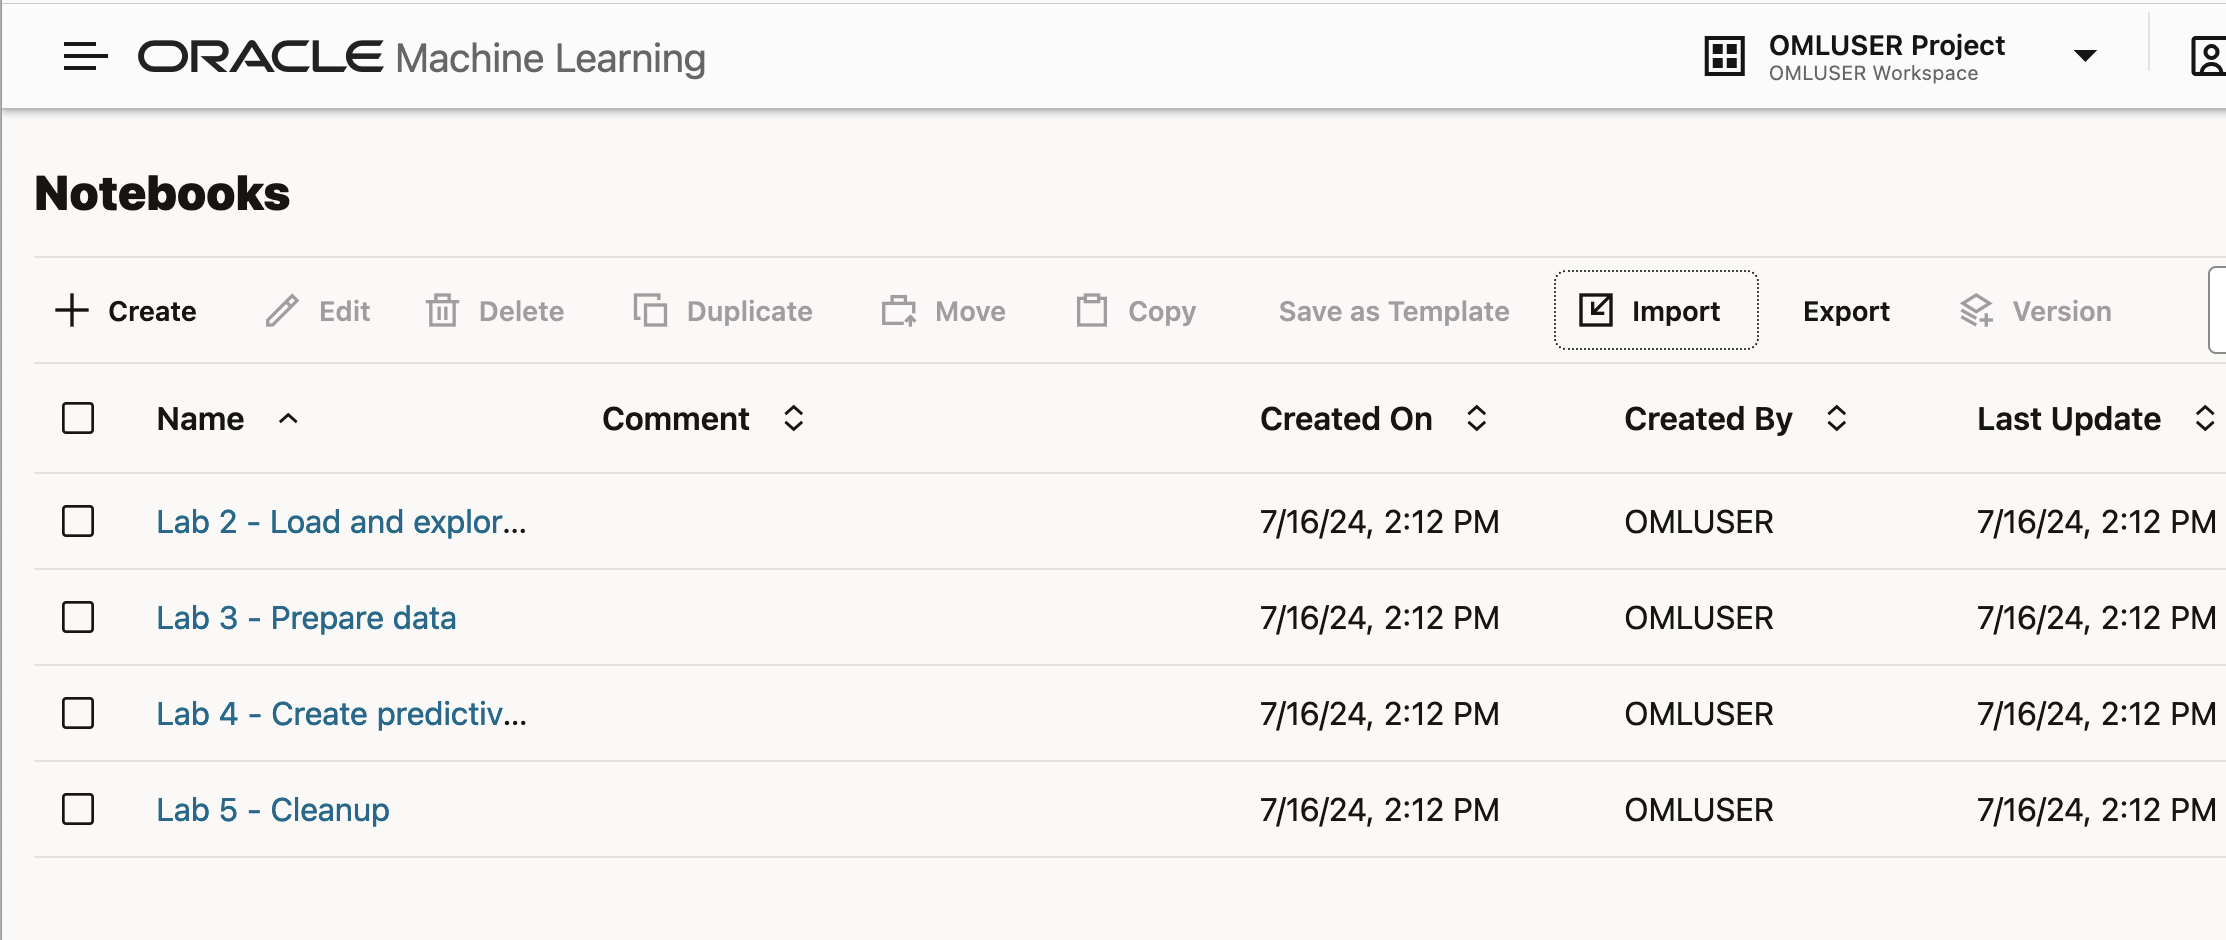 ORACLE Machine Learning
OMLUSER Project
OMLUSER Workspace
Notebooks
Create Edit Delete Duplicate Move Copy Save as Template Import Export Version
Name Comment Created On Created By Last Update
Lab 2 - Load and explor... 7/16/24, 2:12 PM OMLUSER 7/16/24, 2:12 PM
Lab 3 - Prepare data 7/16/24, 2:12 PM OMLUSER 7/16/24, 2:12 PM
Lab 4 - Create predictiv... 7/16/24, 2:12 PM OMLUSER 7/16/24, 2:12 PM
Lab 5 - Cleanup 7/16/24, 2:12 PM OMLUSER 7/16/24, 2:12 PM